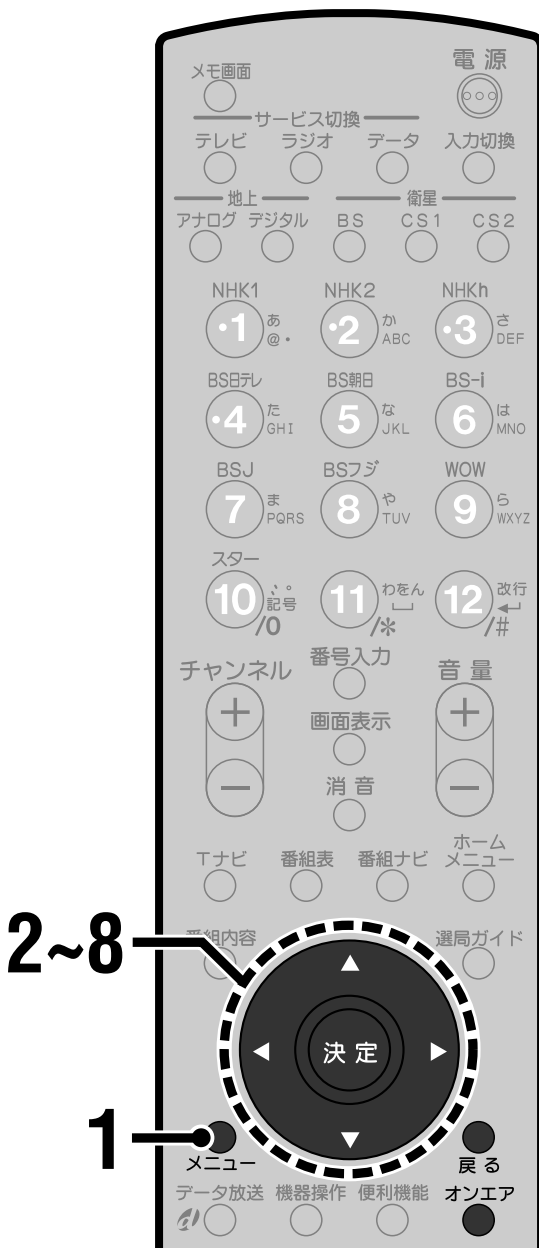 メモ画面
電源
サービス切換
テレビ ラジオ データ 入力切換
地上 衛星
アナログ デジタル BS CS1 CS2
NHK1 NHK2 NHKh
・1 あ @・ ・2 か ABC ・3 さ DEF
BS日テレ BS朝日 BS-i
・4 た GHI 5 な JKL 6 は MNO
BSJ BSフジ WOW
7 ま PQRS 8 や TUV 9 ら WXYZ
スター
10 /0 、。 記号 11 /* わをん 12 /# 改行
チャンネル 番号入力 音量
+ +
画面表示
− −
消音
Tナビ 番組表 番組ナビ ホームメニュー
2~8
番組内容 選局ガイド
決定
1
メニュー 戻る
データ放送 機器操作 便利機能 オンエア
d